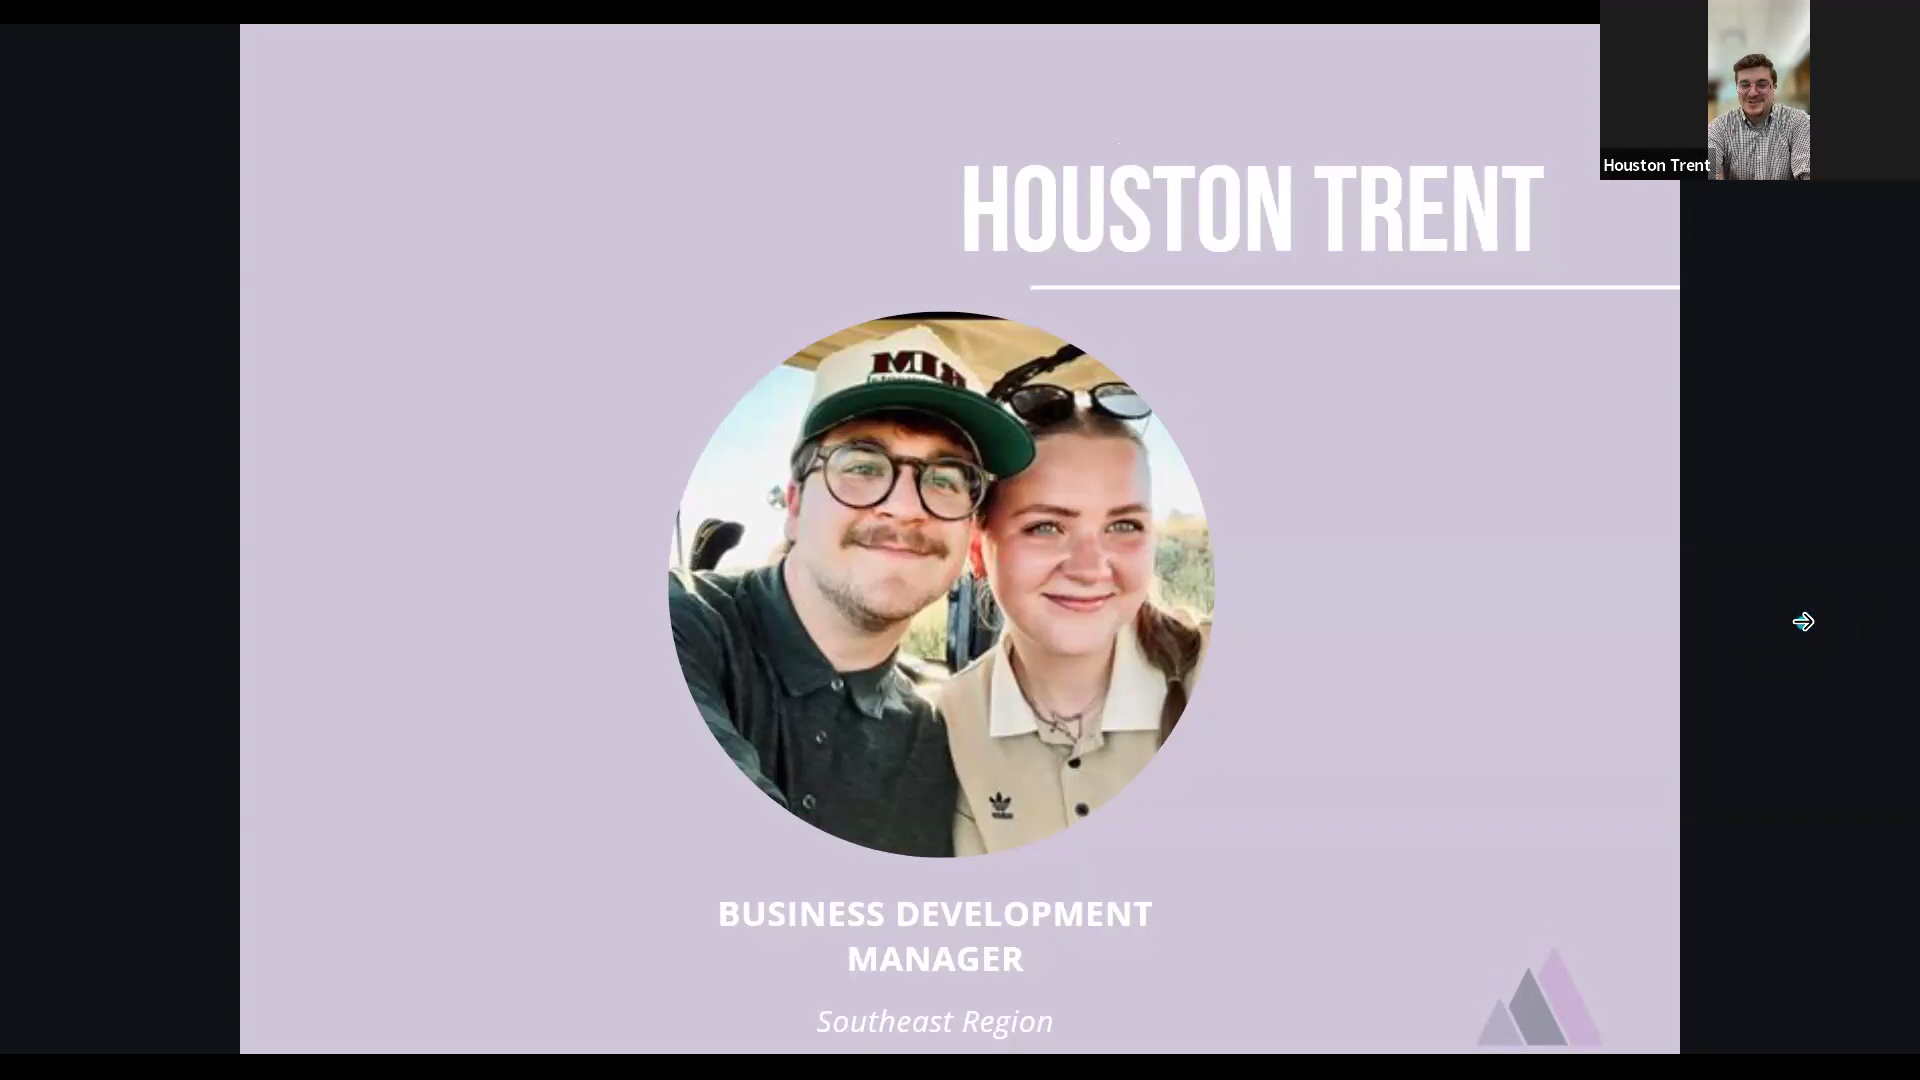 Houston Trent
HOUSTON TRENT
BUSINESS DEVELOPMENT
MANAGER
Southeast Region